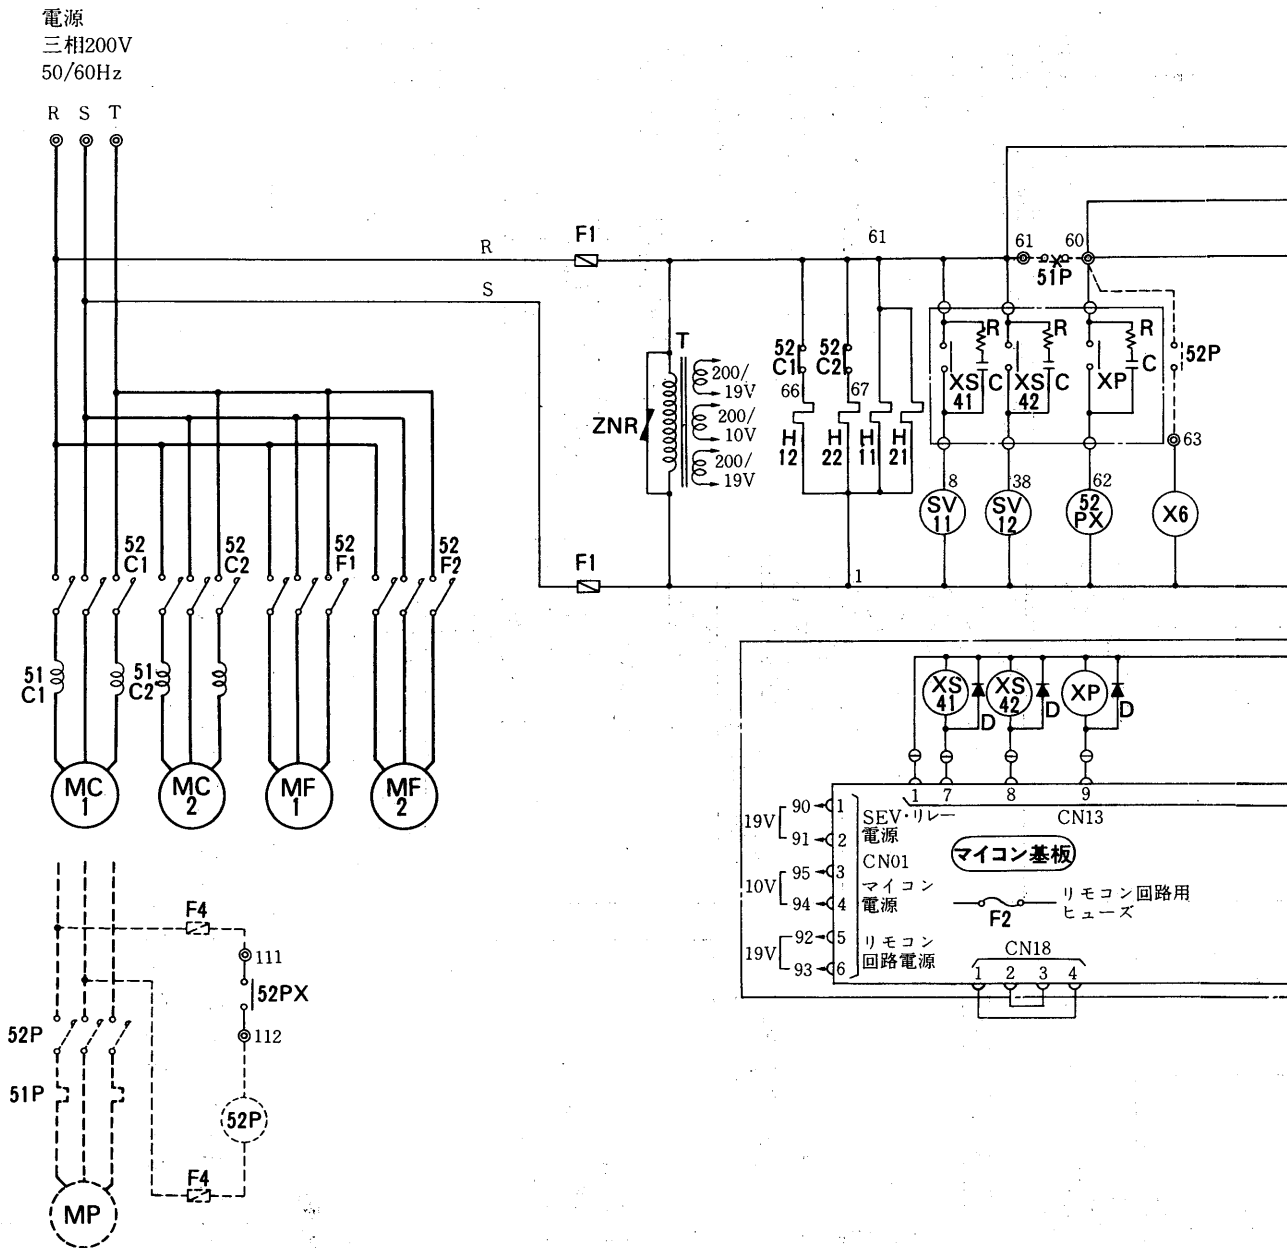 電源
三相200V
50/60Hz
R S T
R
S
F1
F1
61
61
60
51P
T
ZNR
200/
19V
200/
10V
200/
19V
52
C1
66
H
12
52
C2
67
H
22
H
11
H
21
R
C
XS
41
R
C
XS
42
R
C
XP
52P
63
8
SV
11
38
SV
12
62
52
PX
X6
1
52
C1
52
C2
52
F1
52
F2
51
C1
51
C2
MC
1
MC
2
MF
1
MF
2
XS
41
D
XS
42
D
XP
D
1 7 8 9
CN13
19V
90
1
91
2
SEV・リレー
電源
CN01
10V
95
3
94
4
マイコン
電源
19V
92
5
93
6
リモコン
回路電源
マイコン基板
F2
リモコン回路用
ヒューズ
CN18
1 2 3 4
F4
111
52PX
112
52P
51P
52P
F4
MP